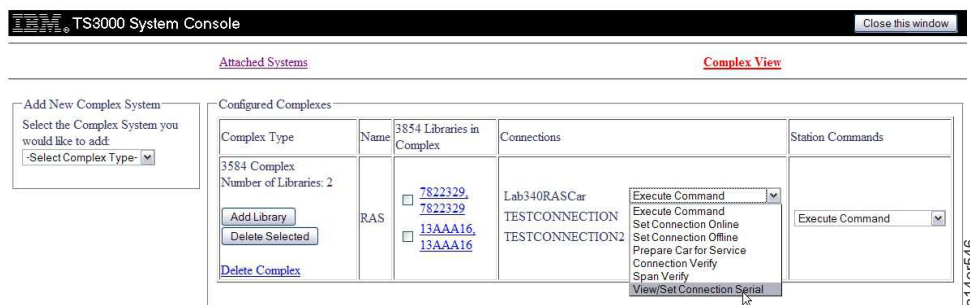 IBM® TS3000 System Console
Close this window
Attached Systems
Complex View
Add New Complex System
Select the Complex System you
would like to add:
-Select Complex Type-
Configured Complexes
Complex Type
Name
3854 Libraries in
Complex
Connections
Station Commands
3584 Complex
Number of Libraries: 2
Add Library
Delete Selected
Delete Complex
RAS
7822329,
7822329
13AAA16,
13AAA16
Lab340RASCar
TESTCONNECTION
TESTCONNECTION2
Execute Command
Execute Command
Set Connection Online
Set Connection Offline
Prepare Car for Service
Connection Verify
Span Verify
View/Set Connection Serial
Execute Command